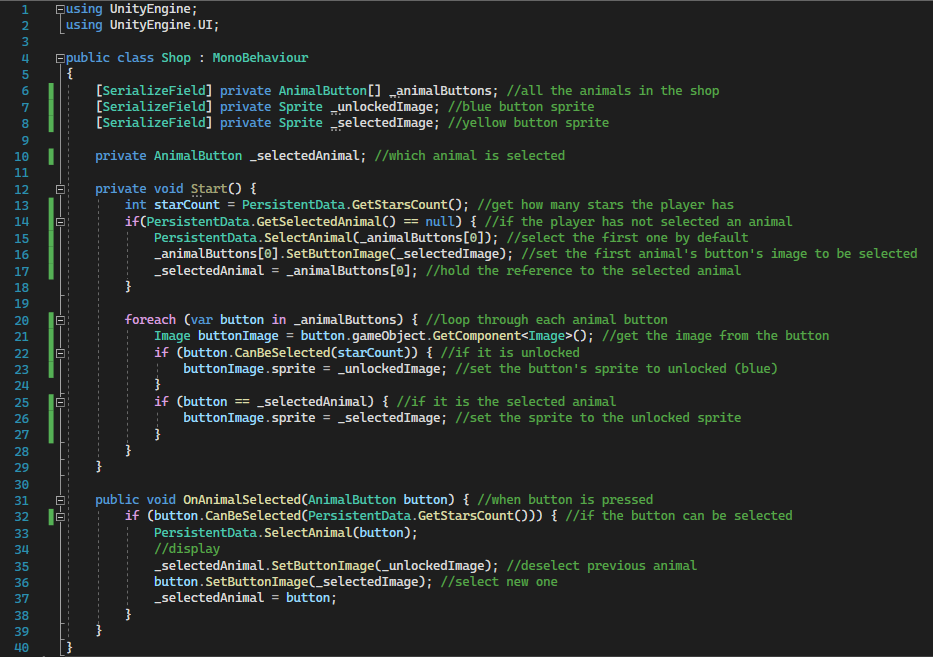 1 using UnityEngine;
2 using UnityEngine.UI;
3
4 public class Shop : MonoBehaviour
5 {
6 [SerializeField] private AnimalButton[] _animalButtons; //all the animals in the shop
7 [SerializeField] private Sprite _unlockedImage; //blue button sprite
8 [SerializeField] private Sprite _selectedImage; //yellow button sprite
9
10 private AnimalButton _selectedAnimal; //which animal is selected
11
12 private void Start() {
13 int starCount = PersistentData.GetStarsCount(); //get how many stars the player has
14 if(PersistentData.GetSelectedAnimal() == null) { //if the player has not selected an animal
15 PersistentData.SelectAnimal(_animalButtons[0]); //select the first one by default
16 _animalButtons[0].SetButtonImage(_selectedImage); //set the first animal's button's image to be selected
17 _selectedAnimal = _animalButtons[0]; //hold the reference to the selected animal
18 }
19
20 foreach (var button in _animalButtons) { //loop through each animal button
21 Image buttonImage = button.gameObject.GetComponent<Image>(); //get the image from the button
22 if (button.CanBeSelected(starCount)) { //if it is unlocked
23 buttonImage.sprite = _unlockedImage; //set the button's sprite to unlocked (blue)
24 }
25 if (button == _selectedAnimal) { //if it is the selected animal
26 buttonImage.sprite = _selectedImage; //set the sprite to the unlocked sprite
27 }
28 }
29 }
30
31 public void OnAnimalSelected(AnimalButton button) { //when button is pressed
32 if (button.CanBeSelected(PersistentData.GetStarsCount())) { //if the button can be selected
33 PersistentData.SelectAnimal(button);
34 //display
35 _selectedAnimal.SetButtonImage(_unlockedImage); //deselect previous animal
36 button.SetButtonImage(_selectedImage); //select new one
37 _selectedAnimal = button;
38 }
39 }
40 }